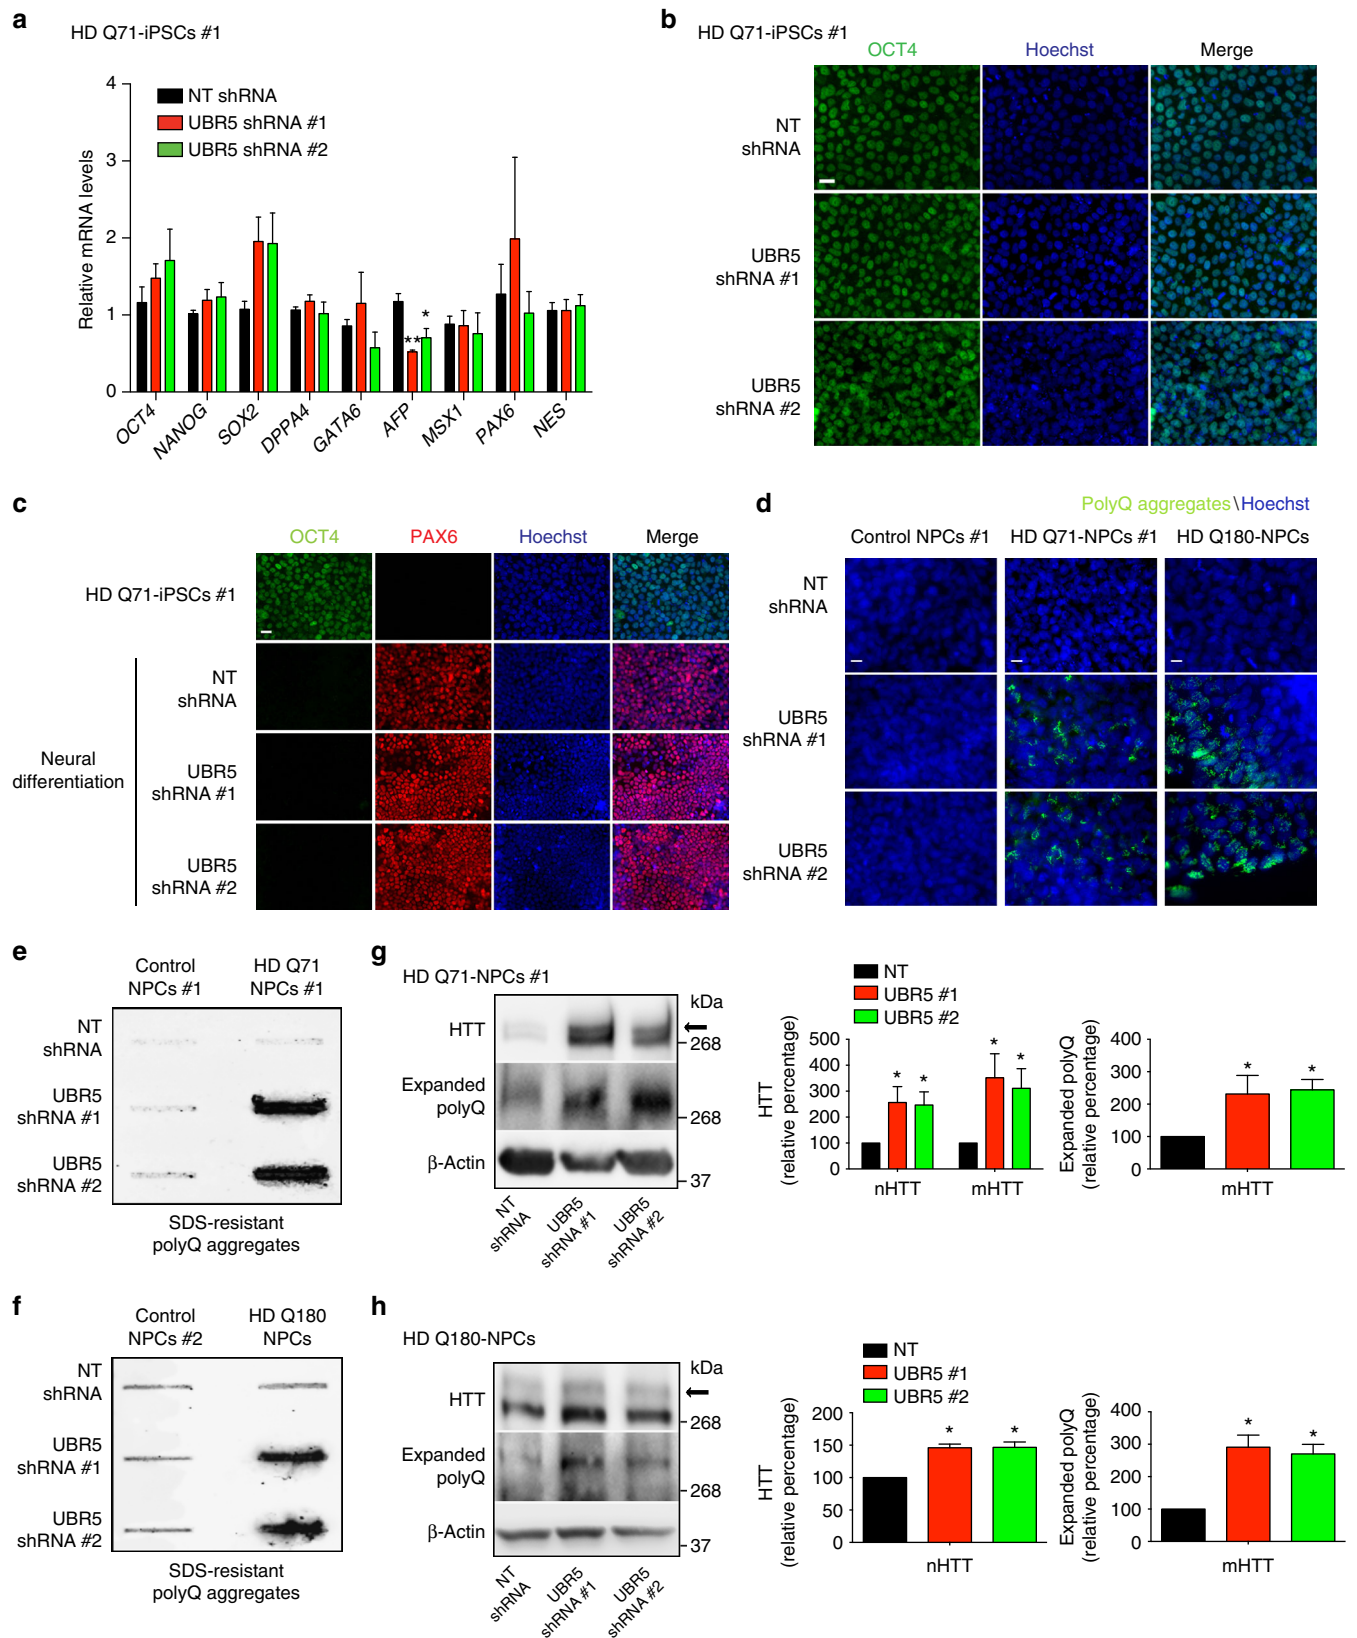 a
HD Q71-iPSCs #1
NT shRNA
UBR5 shRNA #1
UBR5 shRNA #2
Relative mRNA levels
4
3
2
1
0
** *
OCT4 NANOG SOX2 DPPA4 GATA6 AFP MSX1 PAX6 NES
b
HD Q71-iPSCs #1
OCT4 Hoechst Merge
NT
shRNA
UBR5
shRNA #1
UBR5
shRNA #2
c
OCT4 PAX6 Hoechst Merge
HD Q71-iPSCs #1
Neural
differentiation
NT
shRNA
UBR5
shRNA #1
UBR5
shRNA #2
d
PolyQ aggregates\Hoechst
Control NPCs #1 HD Q71-NPCs #1 HD Q180-NPCs
NT
shRNA
UBR5
shRNA #1
UBR5
shRNA #2
e
Control
NPCs #1
HD Q71
NPCs #1
NT
shRNA
UBR5
shRNA #1
UBR5
shRNA #2
SDS-resistant
polyQ aggregates
g
HD Q71-NPCs #1
kDa
HTT
268
Expanded
polyQ
268
β-Actin
37
NT
shRNA
UBR5
shRNA #1
UBR5
shRNA #2
NT
UBR5 #1
UBR5 #2
HTT
(relative percentage)
500
400
300
200
100
0
* * * *
nHTT mHTT
Expanded polyQ
(relative percentage)
400
300
200
100
0
* *
mHTT
f
Control
NPCs #2
HD Q180
NPCs
NT
shRNA
UBR5
shRNA #1
UBR5
shRNA #2
SDS-resistant
polyQ aggregates
h
HD Q180-NPCs
kDa
HTT
268
Expanded
polyQ
268
β-Actin
37
NT
shRNA
UBR5
shRNA #1
UBR5
shRNA #2
NT
UBR5 #1
UBR5 #2
HTT
(relative percentage)
200
150
100
50
0
* *
nHTT
Expanded polyQ
(relative percentage)
400
300
200
100
0
* *
mHTT